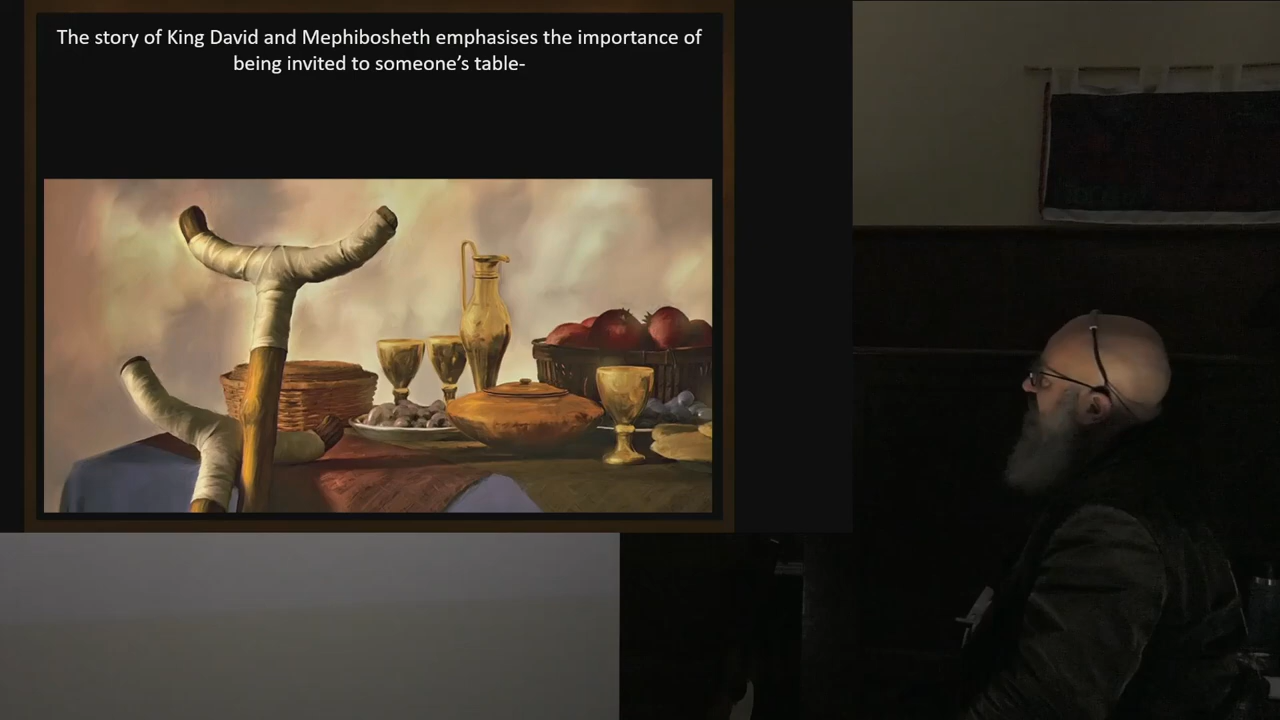 The story of King David and Mephibosheth emphasises the importance of
being invited to someone’s table-